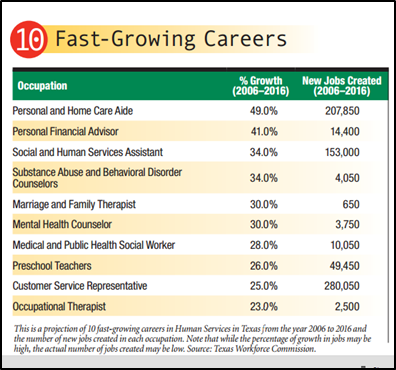 10 Fast-Growing Careers
Occupation % Growth (2006–2016) New Jobs Created (2006–2016)
Personal and Home Care Aide 49.0% 207,850
Personal Financial Advisor 41.0% 14,400
Social and Human Services Assistant 34.0% 153,000
Substance Abuse and Behavioral Disorder
Counselors 34.0% 4,050
Marriage and Family Therapist 30.0% 650
Mental Health Counselor 30.0% 3,750
Medical and Public Health Social Worker 28.0% 10,050
Preschool Teachers 26.0% 49,450
Customer Service Representative 25.0% 280,050
Occupational Therapist 23.0% 2,500
This is a projection of 10 fast-growing careers in Human Services in Texas from the year 2006 to 2016 and
the number of new jobs created in each occupation. Note that while the percentage of growth in jobs may be
high, the actual number of jobs created may be low. Source: Texas Workforce Commission.